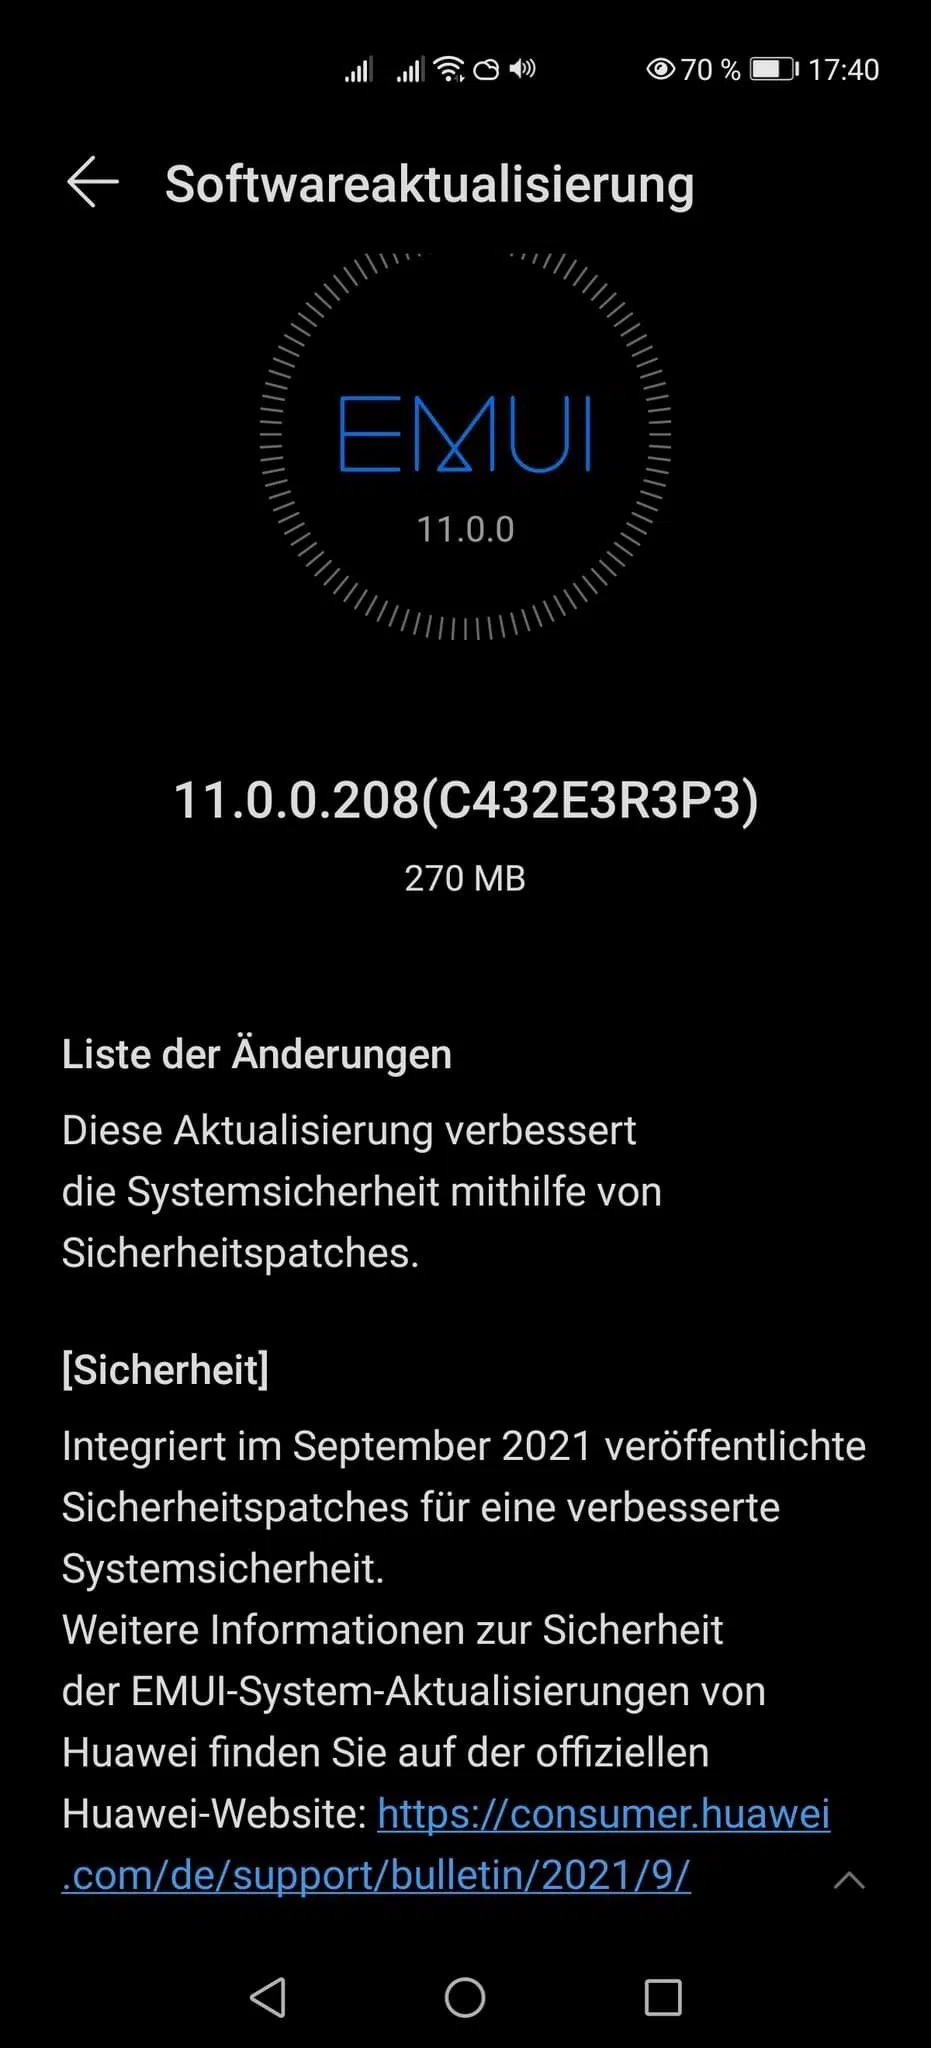 70 % 17:40
Softwareaktualisierung
EMUI
11.0.0
11.0.0.208(C432E3R3P3)
270 MB
Liste der Änderungen
Diese Aktualisierung verbessert
die Systemsicherheit mithilfe von
Sicherheitspatches.
[Sicherheit]
Integriert im September 2021 veröffentlichte
Sicherheitspatches für eine verbesserte
Systemsicherheit.
Weitere Informationen zur Sicherheit
der EMUI-System-Aktualisierungen von
Huawei finden Sie auf der offiziellen
Huawei-Website: https://consumer.huawei
.com/de/support/bulletin/2021/9/